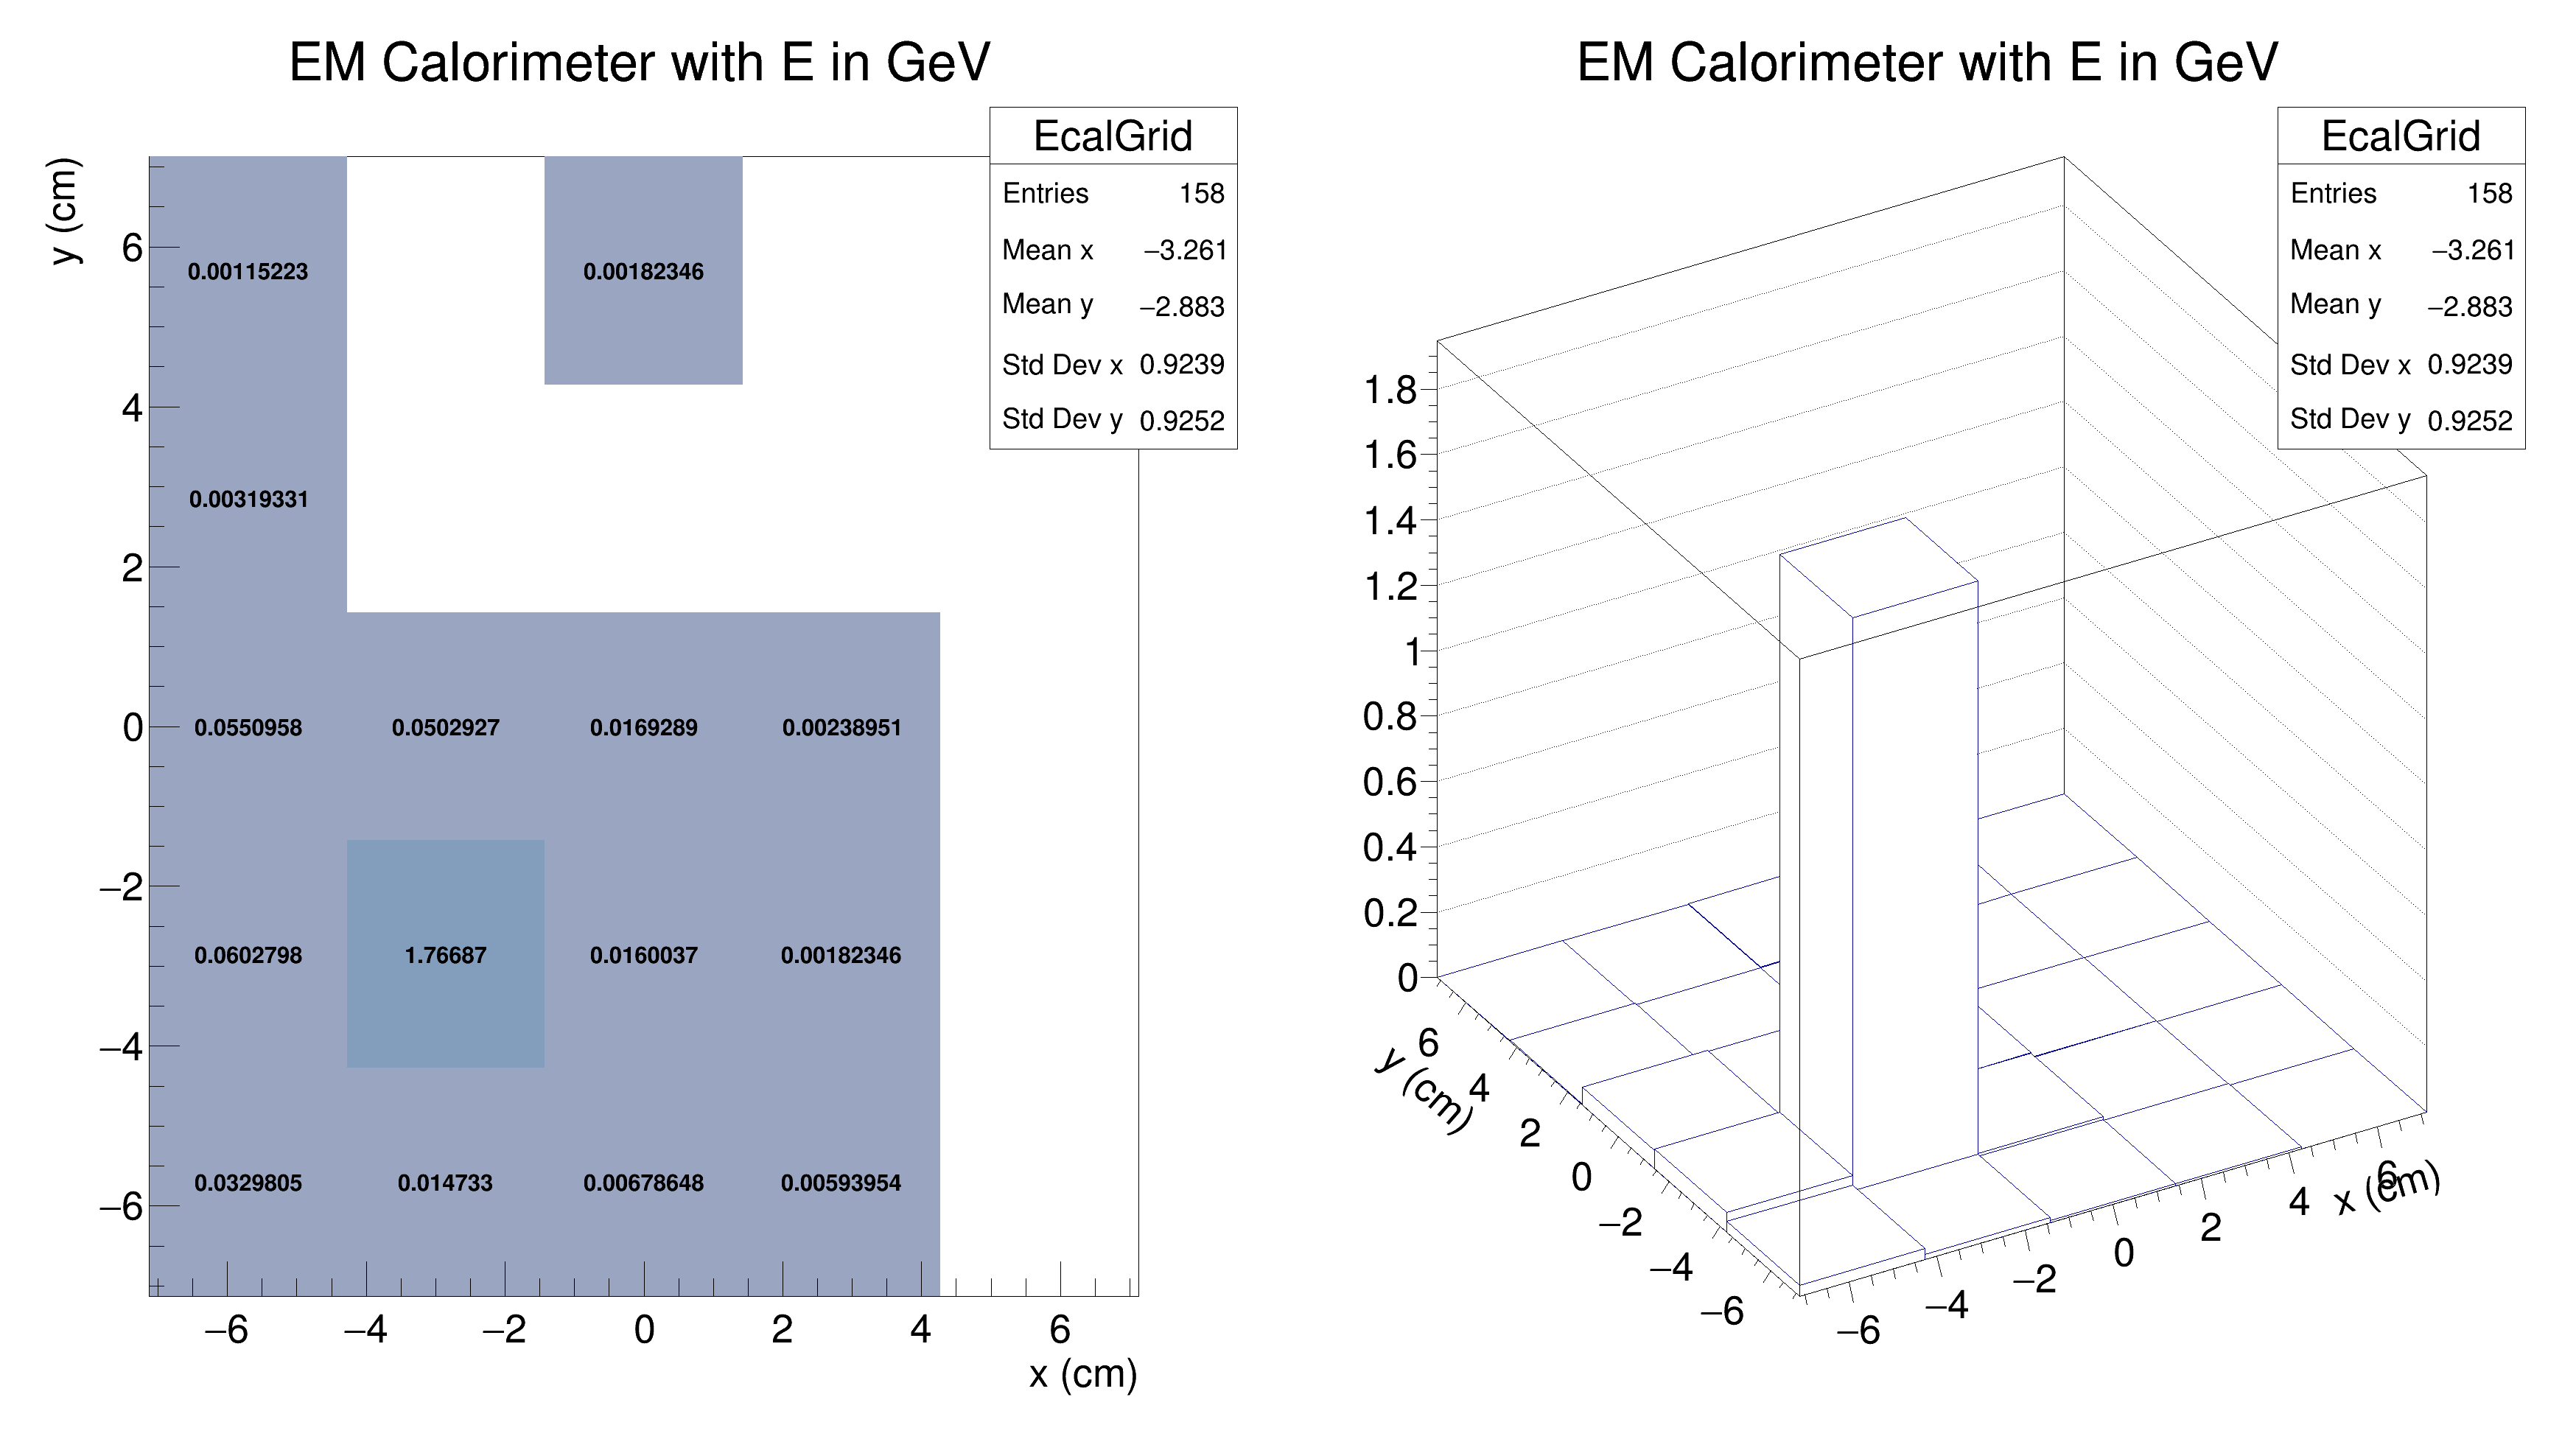 EM Calorimeter with E in GeV
EcalGrid
Entries 158
Mean x −3.261
Mean y −2.883
Std Dev x 0.9239
Std Dev y 0.9252
y (cm)
6
4
2
0
−2
−4
−6
0.00115223 0.00182346
0.00319331
0.0550958 0.0502927 0.0169289 0.00238951
0.0602798 1.76687 0.0160037 0.00182346
0.0329805 0.014733 0.00678648 0.00593954
−6 −4 −2 0 2 4 6
x (cm)
EM Calorimeter with E in GeV
EcalGrid
Entries 158
Mean x −3.261
Mean y −2.883
Std Dev x 0.9239
Std Dev y 0.9252
1.8
1.6
1.4
1.2
1
0.8
0.6
0.4
0.2
0
y (cm)
6
4
2
0
−2
−4
−6
−6 −4 −2 0 2 4 6
x (cm)